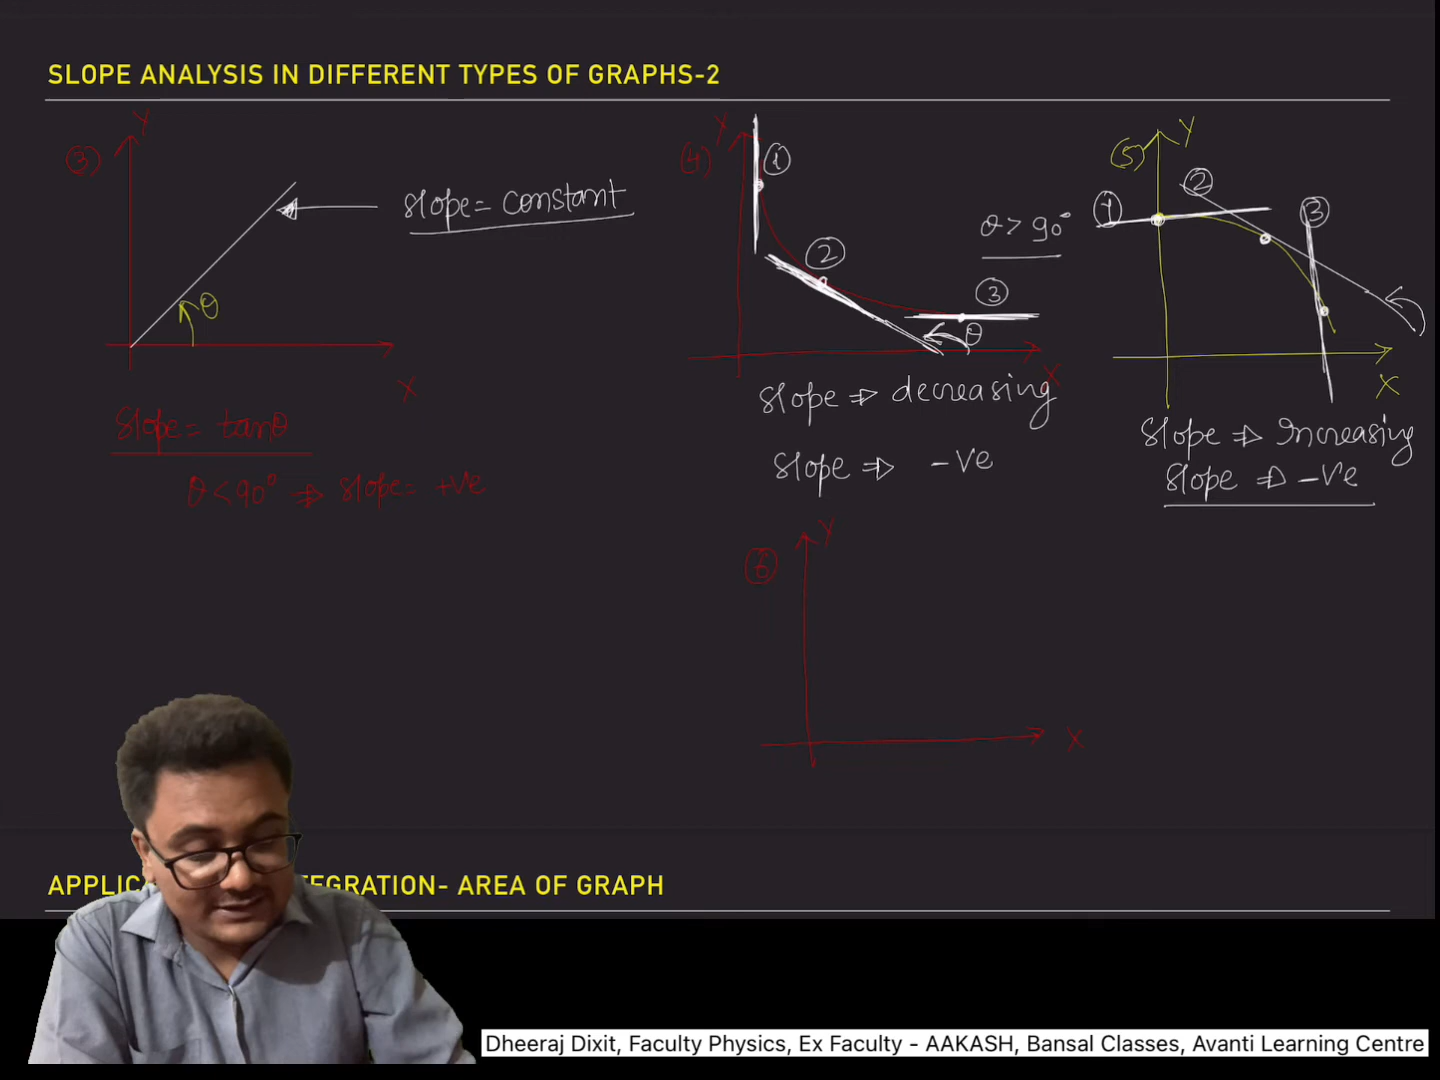 SLOPE ANALYSIS IN DIFFERENT TYPES OF GRAPHS-2
(3)
Y
slope = constant
θ
X
slope = tanθ
θ < 90° ⇒ slope = +ve
(4)
Y
1
2
3
θ
θ > 90°
X
slope ⇒ decreasing
slope ⇒ -ve
(5)
Y
1
2
3
X
slope ⇒ increasing
slope ⇒ -ve
6
Y
X
AREA OF GRAPH
Dheeraj Dixit, Faculty Physics, Ex Faculty - AAKASH, Bansal Classes, Avanti Learning Centre